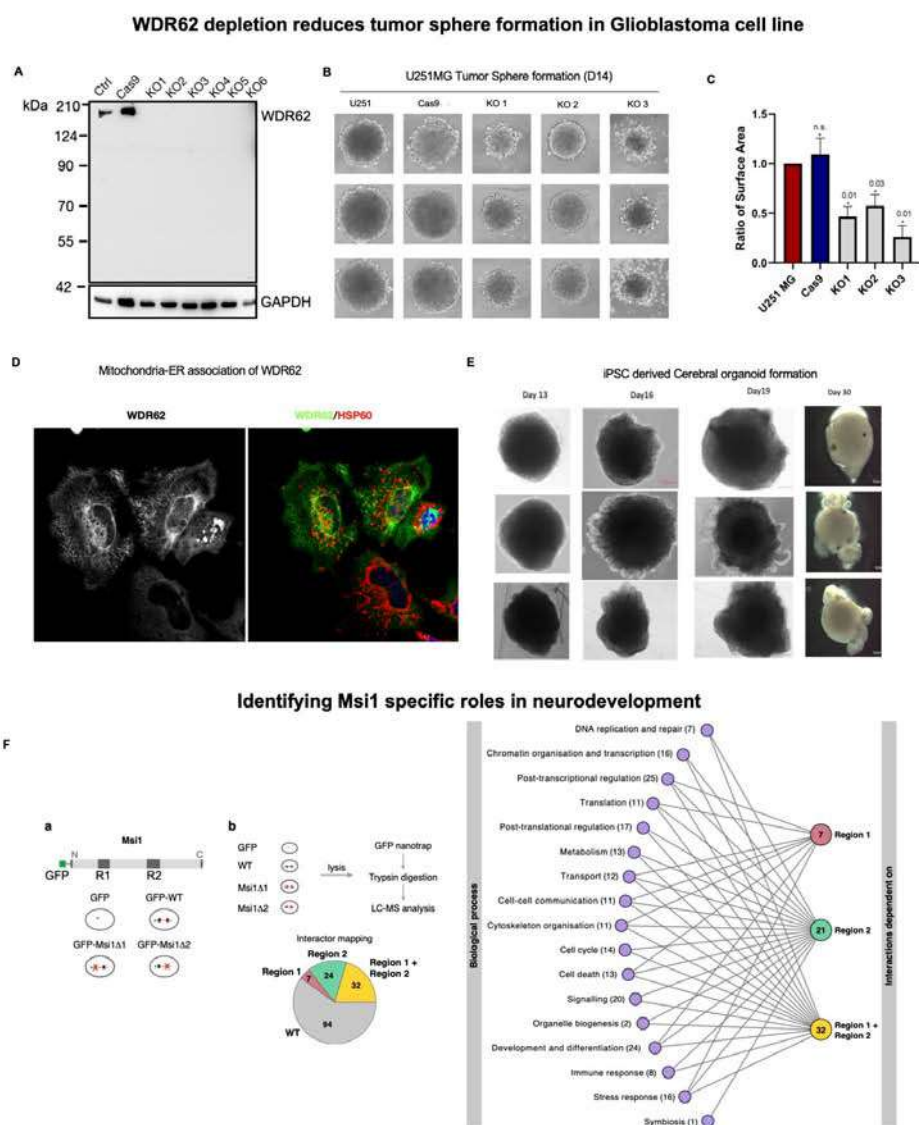 WDR62 depletion reduces tumor sphere formation in Glioblastoma cell line
A
Ctrl Cas9 KO1 KO2 KO3 KO4 KO5 KO6
kDa
210
124
90
70
55
42
WDR62
GAPDH
B
U251MG Tumor Sphere formation (D14)
U251 Cas9 KO 1 KO 2 KO 3
C
Ratio of Surface Area
1.5
1.0
0.5
0.0
n.s.
0.01
0.03
0.01
U251 MG Cas9 KO1 KO2 KO3
D
Mitochondria-ER association of WDR62
WDR62 WDR62/HSP60
E
iPSC derived Cerebral organoid formation
Day 13 Day16 Day19 Day 30
Identifying Msi1 specific roles in neurodevelopment
F
a
Msi1
N C
GFP R1 R2
GFP GFP-WT
GFP-Msi1Δ1 GFP-Msi1Δ2
b
GFP
WT
Msi1Δ1
Msi1Δ2
lysis
GFP nanotrap
Trypsin digestion
LC-MS analysis
Interactor mapping
Region 1
Region 2
Region 1 +
Region 2
WT
7
24
32
94
Biological process
DNA replication and repair (7)
Chromatin organisation and transcription (16)
Post-transcriptional regulation (25)
Translation (11)
Post-translational regulation (17)
Metabolism (13)
Transport (12)
Cell-cell communication (11)
Cytoskeleton organisation (11)
Cell cycle (14)
Cell death (13)
Signalling (20)
Organelle biogenesis (2)
Development and differentiation (24)
Immune response (8)
Stress response (16)
Symbiosis (1)
7 Region 1
21 Region 2
32 Region 1 +
Region 2
Interactions dependent on